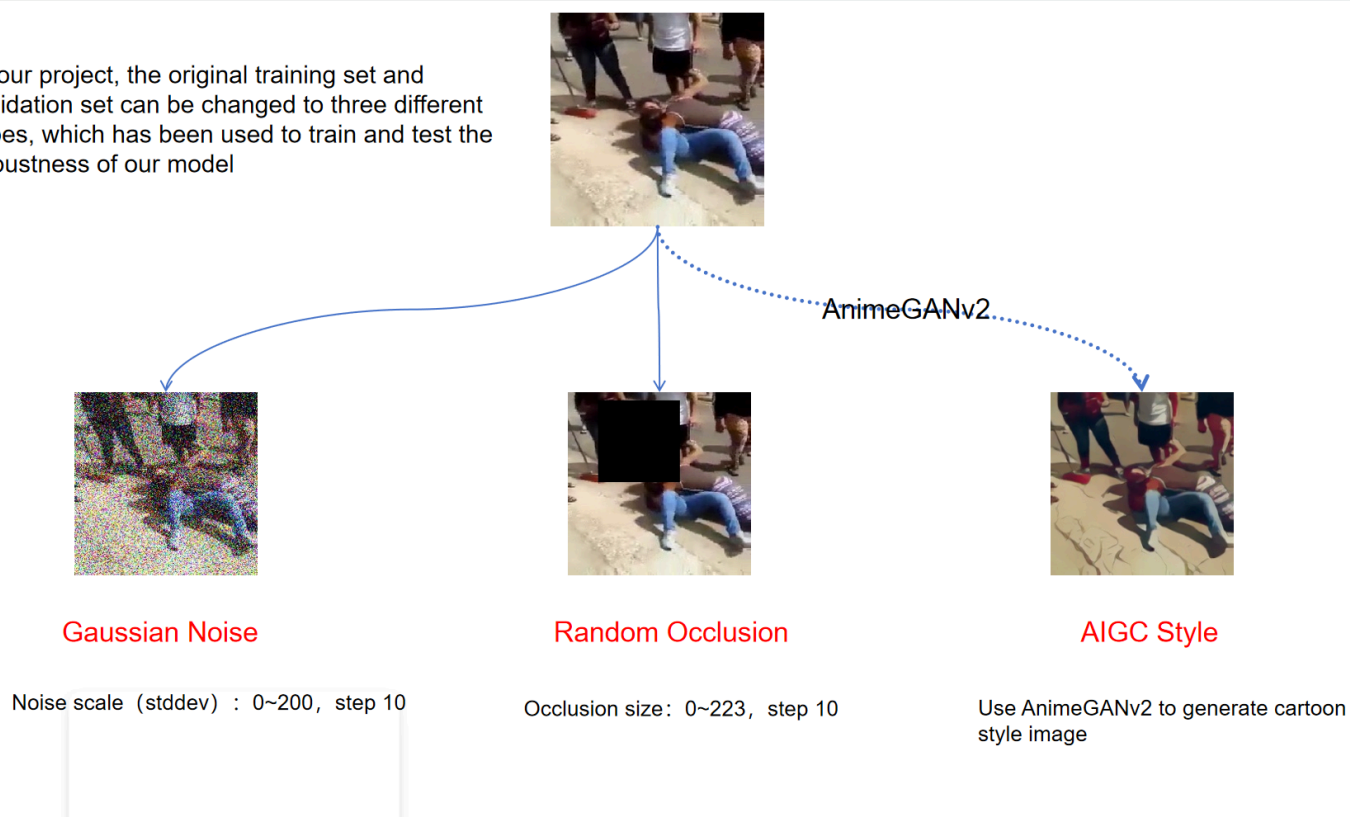 our project, the original training set and
idation set can be changed to three different
es, which has been used to train and test the
bustness of our model
AnimeGANv2
Gaussian Noise
Random Occlusion
AIGC Style
Noise scale（stddev）：0~200，step 10
Occlusion size：0~223，step 10
Use AnimeGANv2 to generate cartoon
style image